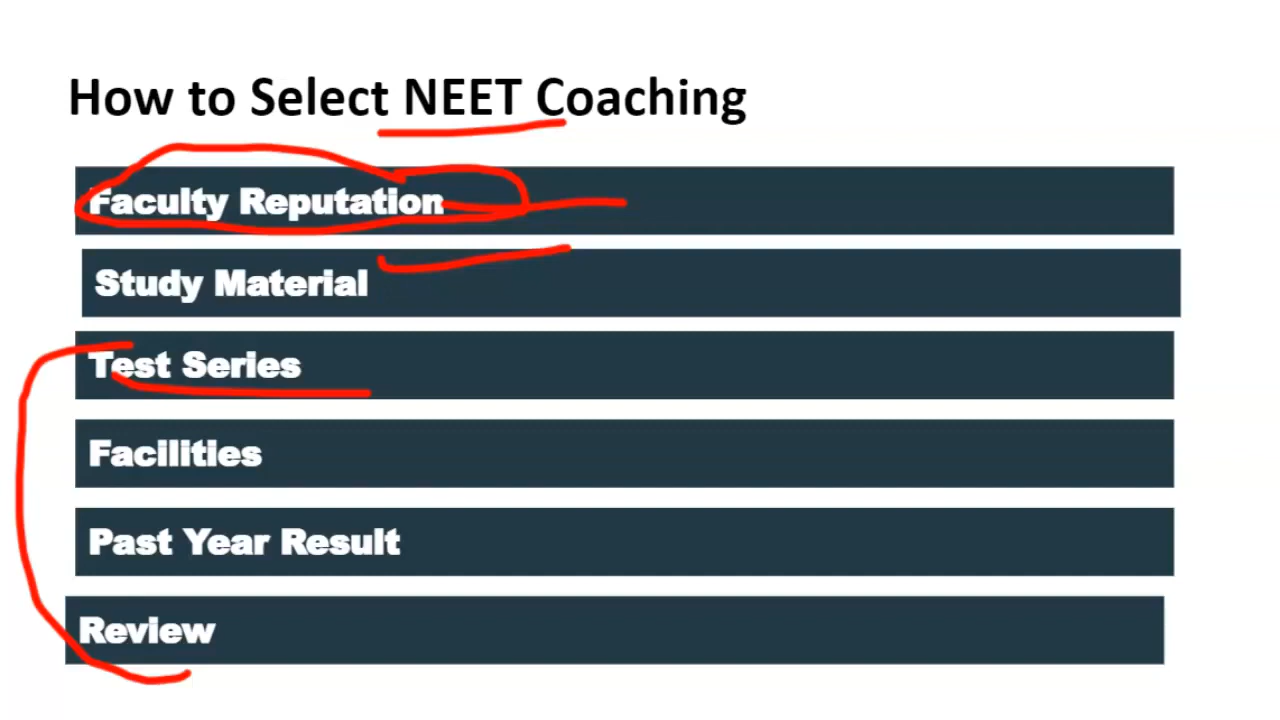 How to Select NEET Coaching
Faculty Reputation
Study Material
Test Series
Facilities
Past Year Result
Review